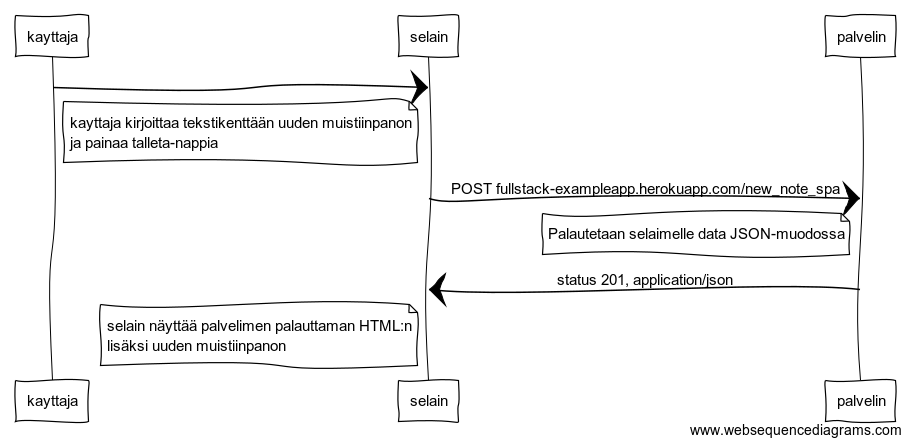 kayttaja
selain
palvelin
kayttaja kirjoittaa tekstikenttään uuden muistiinpanon
ja painaa talleta-nappia
POST fullstack-exampleapp.herokuapp.com/new_note_spa
Palautetaan selaimelle data JSON-muodossa
status 201, application/json
selain näyttää palvelimen palauttaman HTML:n
lisäksi uuden muistiinpanon
kayttaja
selain
palvelin
www.websequencediagrams.com